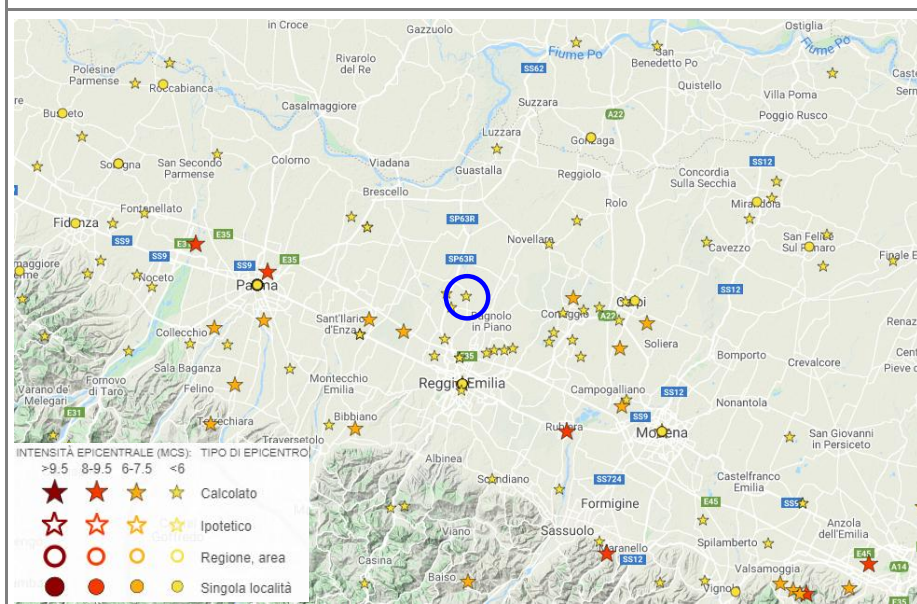 in Croce
Gazzuolo
Ostiglia
Fiume Po
Fiume Po
San
Benedetto Po
Rivarolo
del Re
SS62
Polesine
Parmense
Roccabianca
Quistello
Villa Poma
Casalmaggiore
Suzzara
Poggio Rusco
Busseto
A22
Luzzara
Gonzaga
Soragna
San Secondo
Parmense
Colorno
Viadana
SS12
Guastalla
Reggiolo
Concordia
Sulla Secchia
Brescello
Rolo
Mirandola
Fontanellato
SP63R
Fidenza
E35
Novellara
San Felice
Sul Panaro
SS9
Cavezzo
SP63R
Finale E
SS9
SS9
E35
maggiore
Noceto
Parma
SS12
Carpi
Bagnolo
in Piano
Correggio
A22
Sant'Ilario
d'Enza
Collecchio
Soliera
Bomporto
Crevalcore
Sala Baganza
E35
Fornovo
di Taro
Montecchio
Emilia
Reggio Emilia
Campogalliano
SS12
Varano de'
Melegari
Felino
Nonantola
E31
Bibbiano
SS9
Traversetolo
Rubiera
Modena
San Giovanni
in Persiceto
Albinea
Scandiano
SS724
Castelfranco
Emilia
E45
Formigine
Viano
Sassuolo
Anzola
dell'Emilia
Spilamberto
Maranello
E45
Casina
SS12
A14
Baiso
Valsamoggia
Vignola
E35
INTENSITÀ EPICENTRALE (MCS): TIPO DI EPICENTRO
>9.5 8-9.5 6-7.5 <6
Calcolato
Ipotetico
Regione, area
Singola località